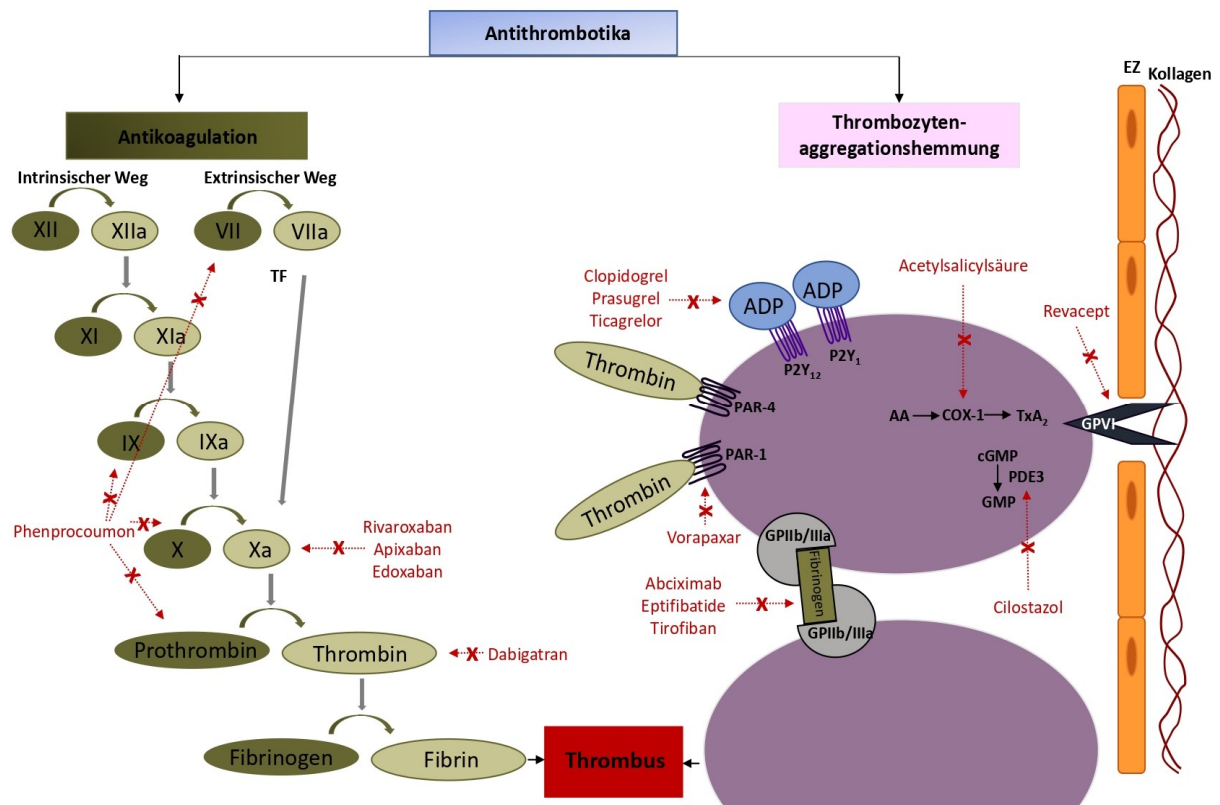 Antithrombotika
Antikoagulation
Intrinsischer Weg
Extrinsischer Weg
XII
XIIa
VII
VIIa
TF
XI
XIa
IX
IXa
Phenprocoumon
X
Xa
Rivaroxaban
Apixaban
Edoxaban
Prothrombin
Thrombin
Dabigatran
Fibrinogen
Fibrin
Thrombus
Thrombozyten-
aggregationshemmung
EZ
Kollagen
Clopidogrel
Prasugrel
Ticagrelor
ADP
ADP
P2Y12
P2Y1
Acetylsalicylsäure
Revacept
Thrombin
PAR-4
AA
COX-1
TxA2
GPVI
PAR-1
Thrombin
cGMP
PDE3
GMP
Vorapaxar
GPIIb/IIIa
Fibrinogen
GPIIb/IIIa
Abciximab
Eptifibatide
Tirofiban
Cilostazol